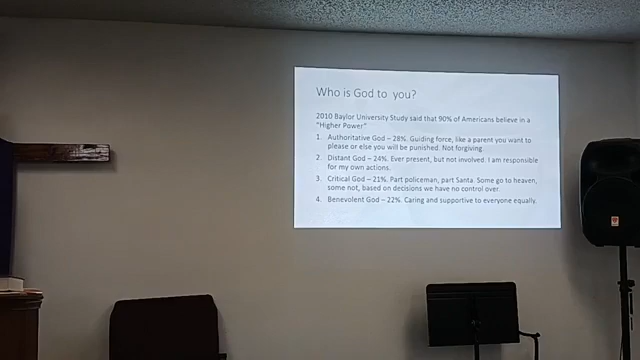 Who is God to you?
2010 Baylor University Study said that 90% of Americans believe in a
"Higher Power"
1. Authoritative God – 28%. Guiding force, like a parent you want to
please or else you will be punished. Not forgiving.
2. Distant God – 24%. Ever present, but not involved. I am responsible
for my own actions.
3. Critical God – 21%. Part policeman, part Santa. Some go to heaven,
some not, based on decisions we have no control over.
4. Benevolent God – 22%. Caring and supportive to everyone equally.